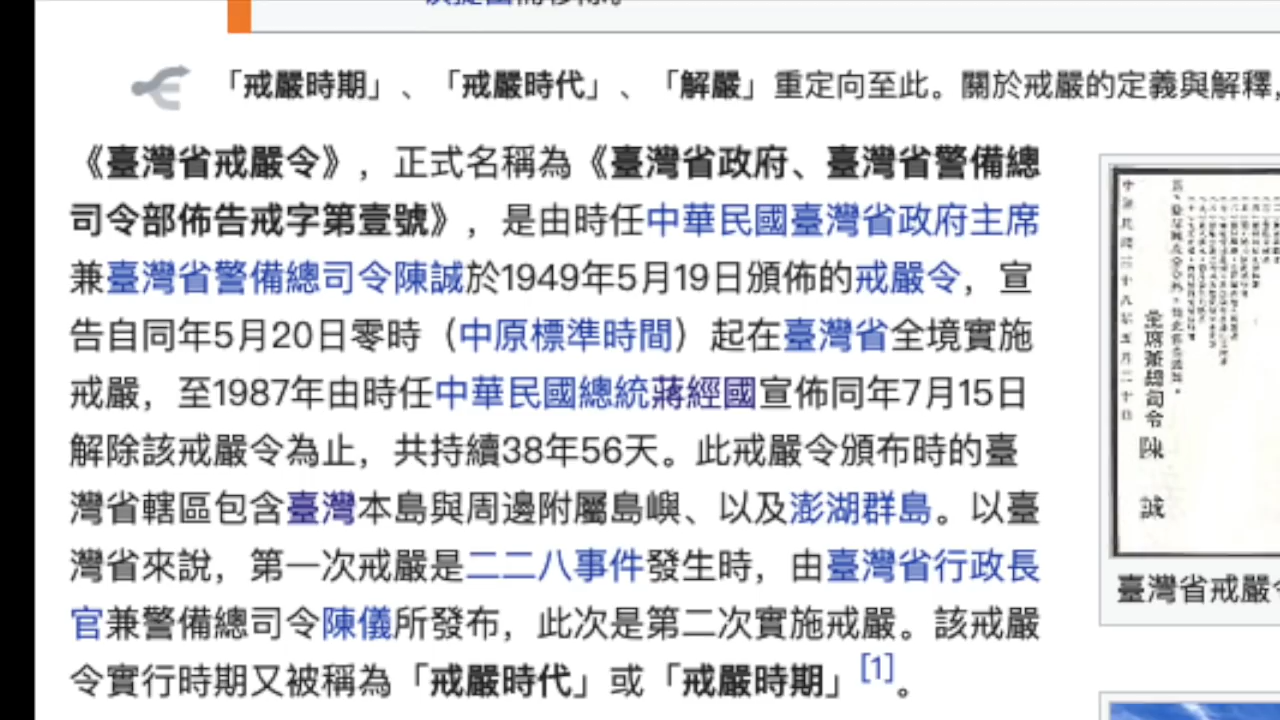 「戒嚴時期」、「戒嚴時代」、「解嚴」重定向至此。關於戒嚴的定義與解釋,
《臺灣省戒嚴令》，正式名稱為《臺灣省政府、臺灣省警備總
司令部佈告戒字第壹號》，是由時任中華民國臺灣省政府主席
兼臺灣省警備總司令陳誠於1949年5月19日頒佈的戒嚴令，宣
告自同年5月20日零時（中原標準時間）起在臺灣省全境實施
戒嚴，至1987年由時任中華民國總統蔣經國宣佈同年7月15日
解除該戒嚴令為止，共持續38年56天。此戒嚴令頒布時的臺
灣省轄區包含臺灣本島與周邊附屬島嶼、以及澎湖群島。以臺
灣省來說，第一次戒嚴是二二八事件發生時，由臺灣省行政長
官兼警備總司令陳儀所發布，此次是第二次實施戒嚴。該戒嚴
令實行時期又被稱為「戒嚴時代」或「戒嚴時期」[1]。
中華民國三十八年五月二十日
兼總司令 陳 誠
臺灣省戒嚴令